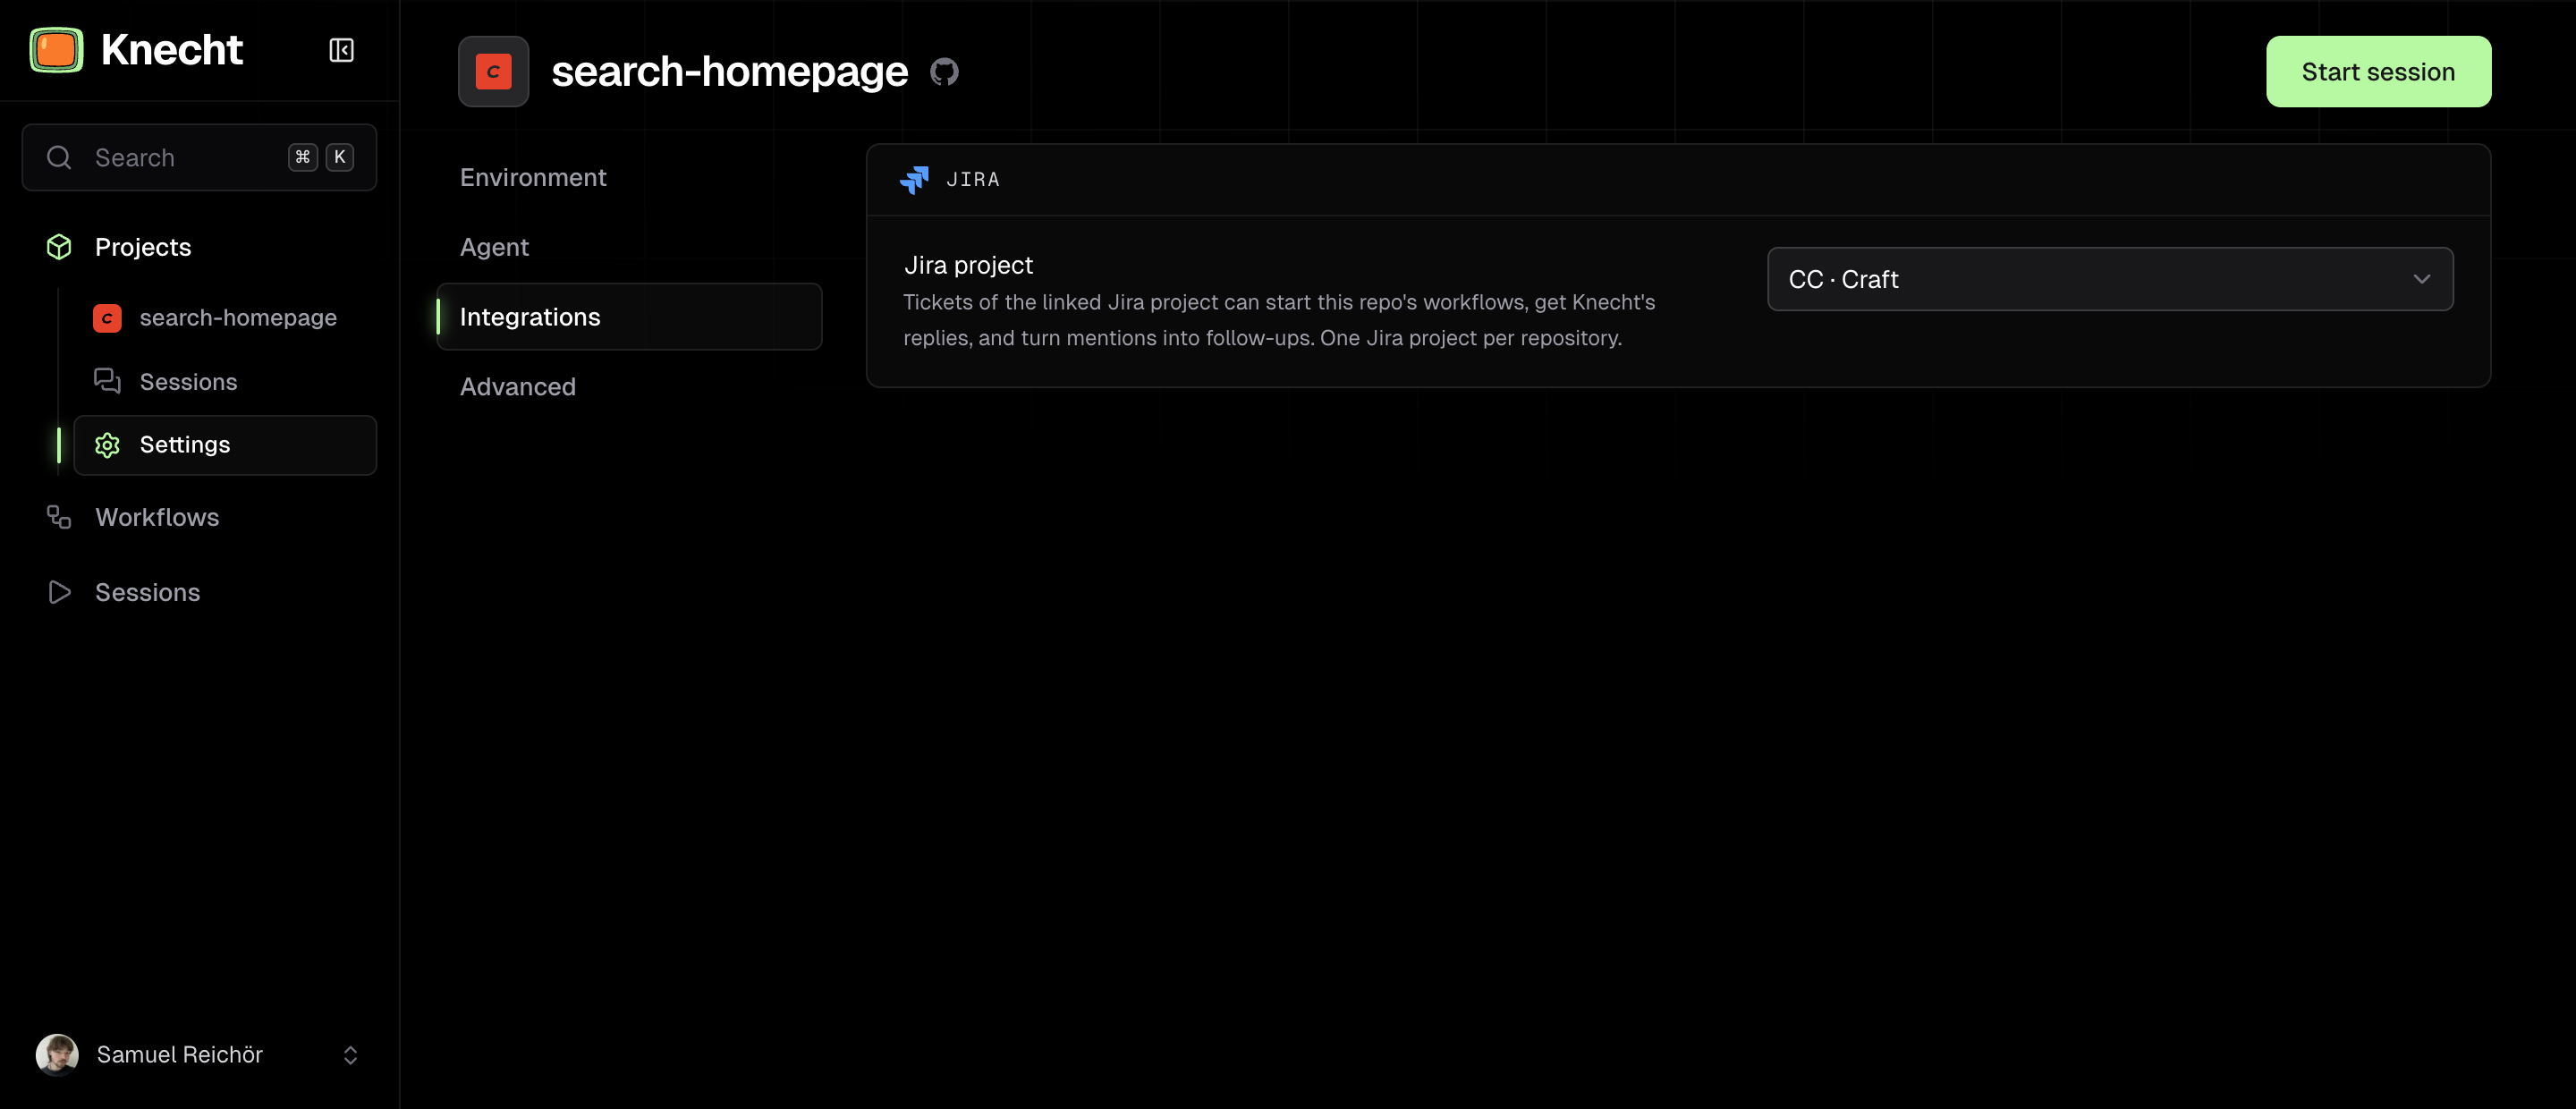 Knecht
Search ⌘ K
Projects
search-homepage
Sessions
Settings
Workflows
Sessions
Samuel Reichör
C search-homepage
Start session
Environment
Agent
Integrations
Advanced
JIRA
Jira project
Tickets of the linked Jira project can start this repo's workflows, get Knecht's
replies, and turn mentions into follow-ups. One Jira project per repository.
CC · Craft